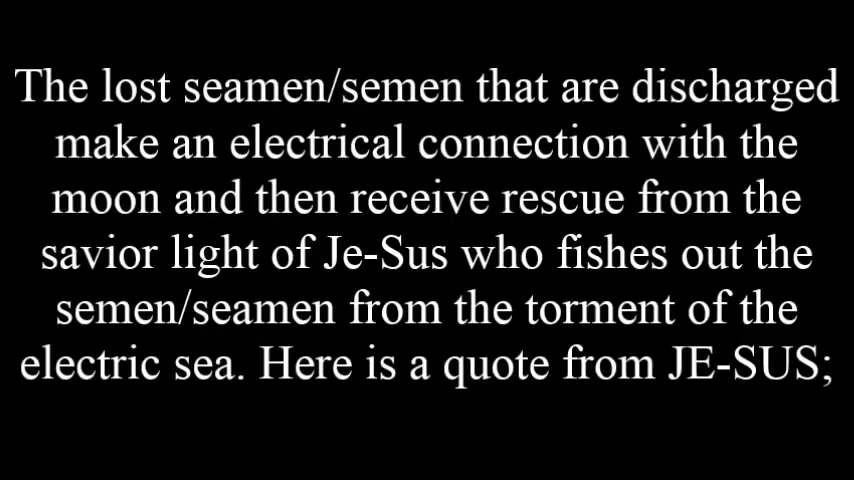 The lost seamen/semen that are discharged
make an electrical connection with the
moon and then receive rescue from the
savior light of Je-Sus who fishes out the
semen/seamen from the torment of the
electric sea. Here is a quote from JE-SUS;